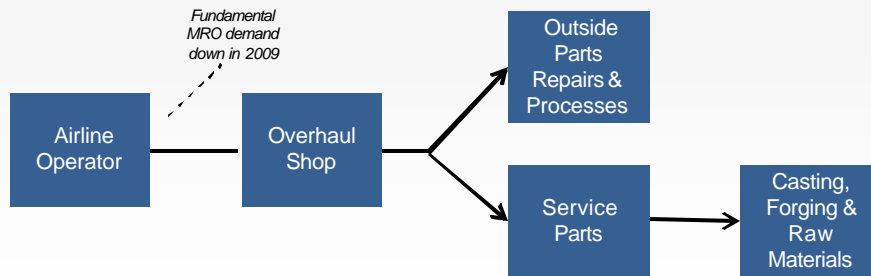 Fundamental
MRO demand
down in 2009
Outside
Parts
Repairs &
Processes
Airline
Operator
Overhaul
Shop
Service
Parts
Casting,
Forging &
Raw
Materials